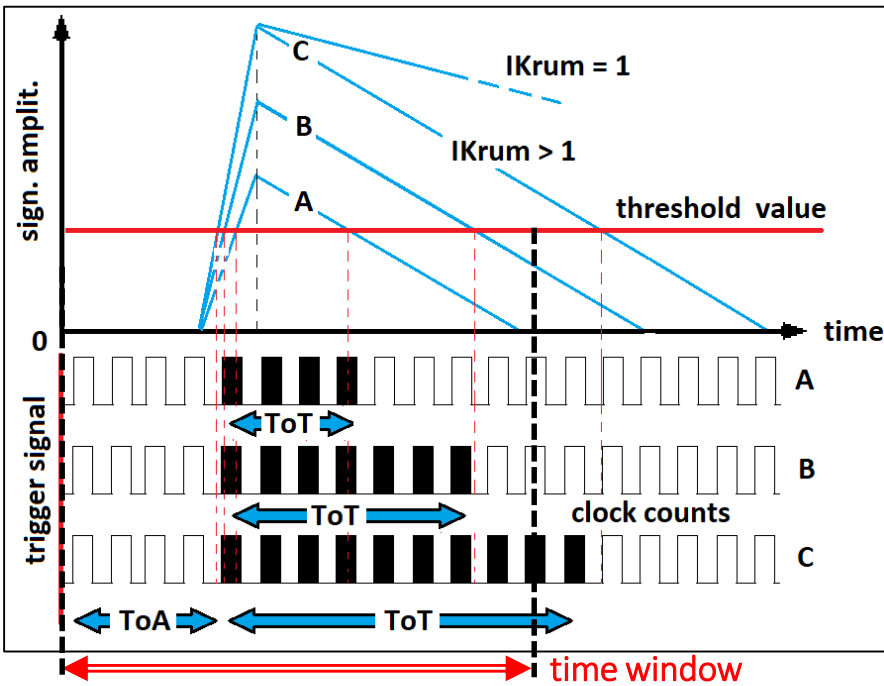 sign. amplit.
C
IKrum = 1
B
IKrum > 1
A
threshold value
0
time
trigger signal
A
ToT
B
ToT
clock counts
C
ToA
ToT
time window